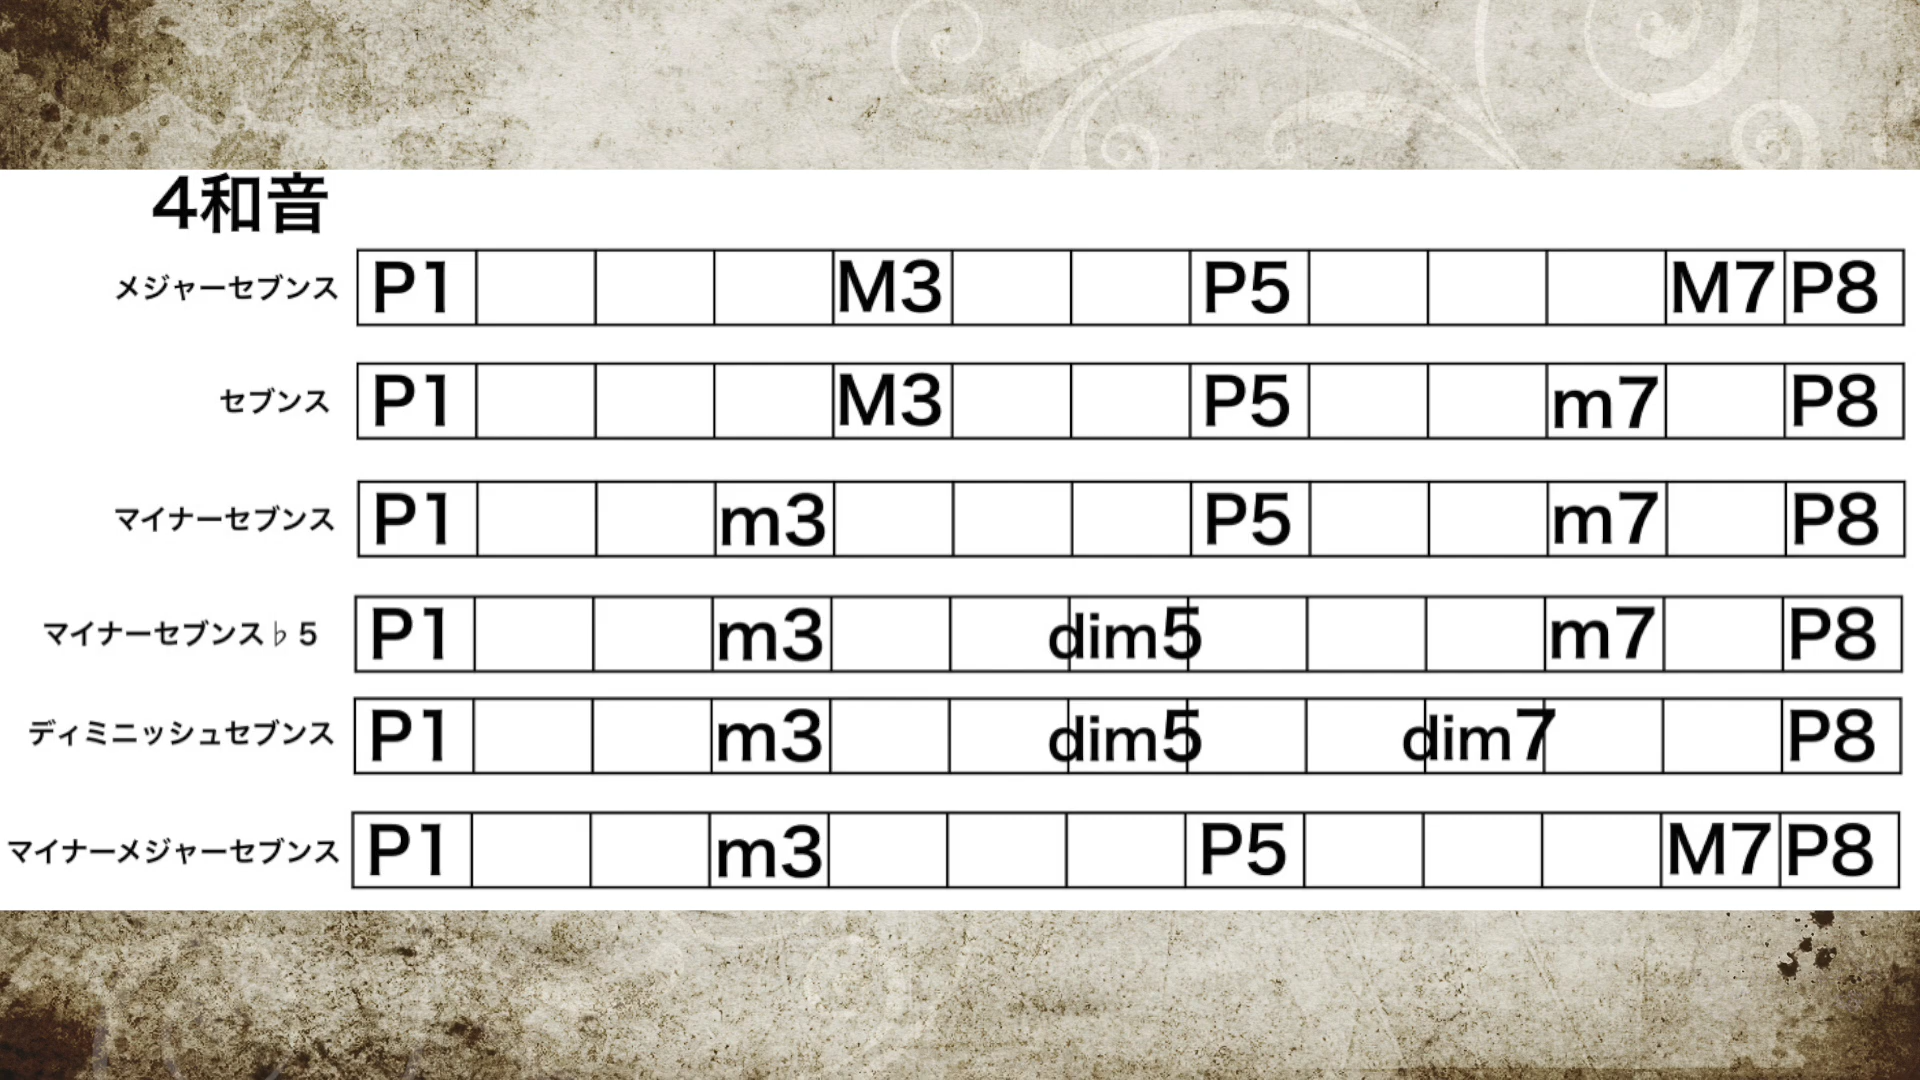 4和音
メジャーセブンス P1 M3 P5 M7 P8
セブンス P1 M3 P5 m7 P8
マイナーセブンス P1 m3 P5 m7 P8
マイナーセブンス♭5 P1 m3 dim5 m7 P8
ディミニッシュセブンス P1 m3 dim5 dim7 P8
マイナーメジャーセブンス P1 m3 P5 M7 P8